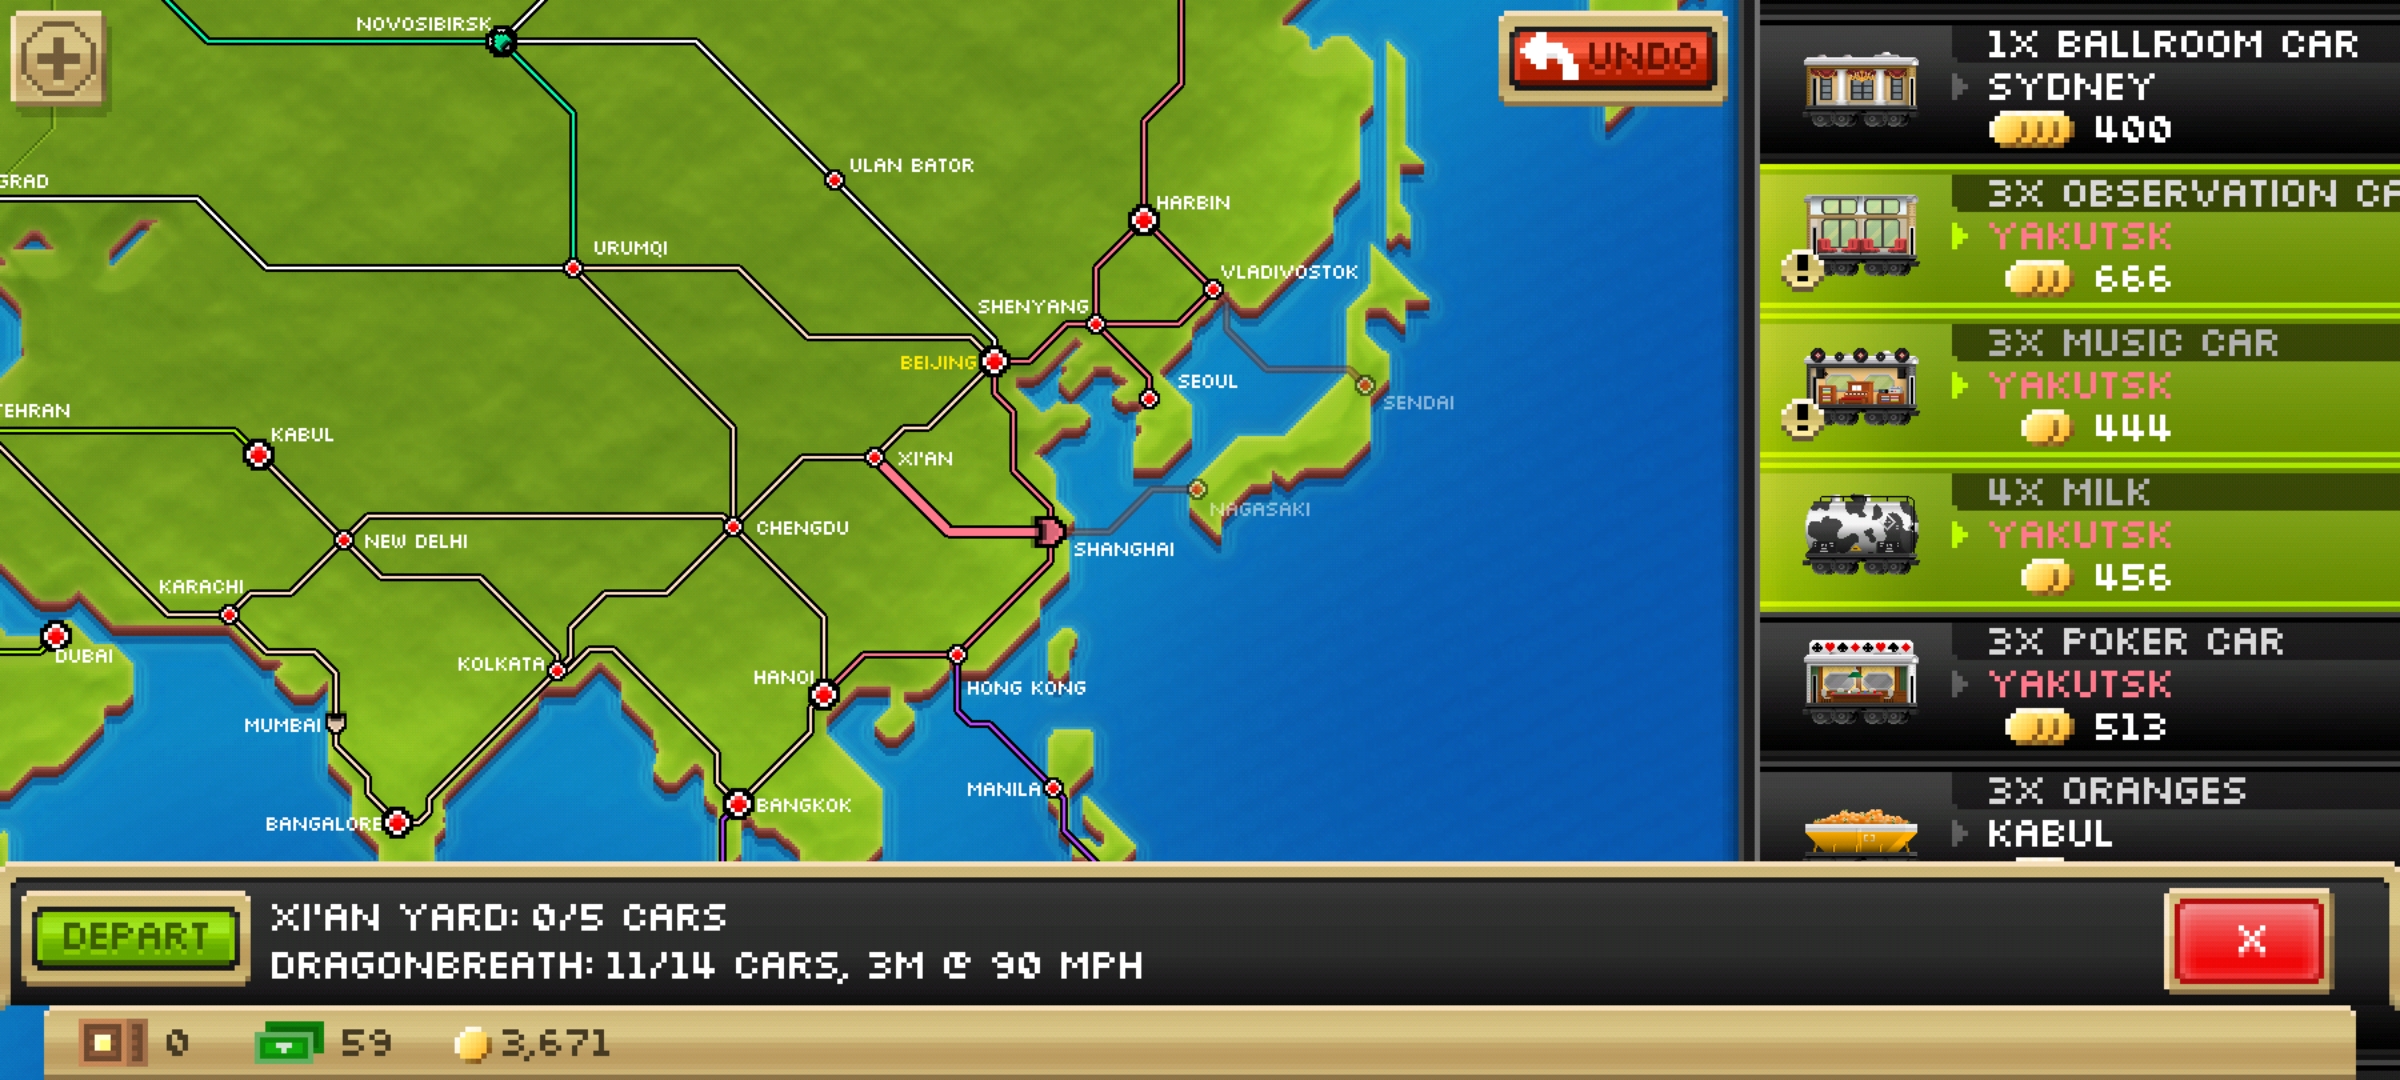 NOVOSIBIRSK
UNDO
ULAN BATOR
GRAD
HARBIN
URUMQI
VLADIVOSTOK
SHENYANG
BEIJING
SEOUL
SENDAI
TEHRAN
KABUL
XI'AN
NAGASAKI
NEW DELHI
CHENGDU
SHANGHAI
KARACHI
DUBAI
KOLKATA
HANOI
HONG KONG
MUMBAI
MANILA
BANGKOK
BANGALORE
1X BALLROOM CAR
SYDNEY
400
3X OBSERVATION CA
YAKUTSK
666
3X MUSIC CAR
YAKUTSK
444
4X MILK
YAKUTSK
456
3X POKER CAR
YAKUTSK
513
3X ORANGES
KABUL
DEPART
XI'AN YARD: 0/5 CARS
DRAGONBREATH: 11/14 CARS, 3M @ 90 MPH
X
0 59 3,671